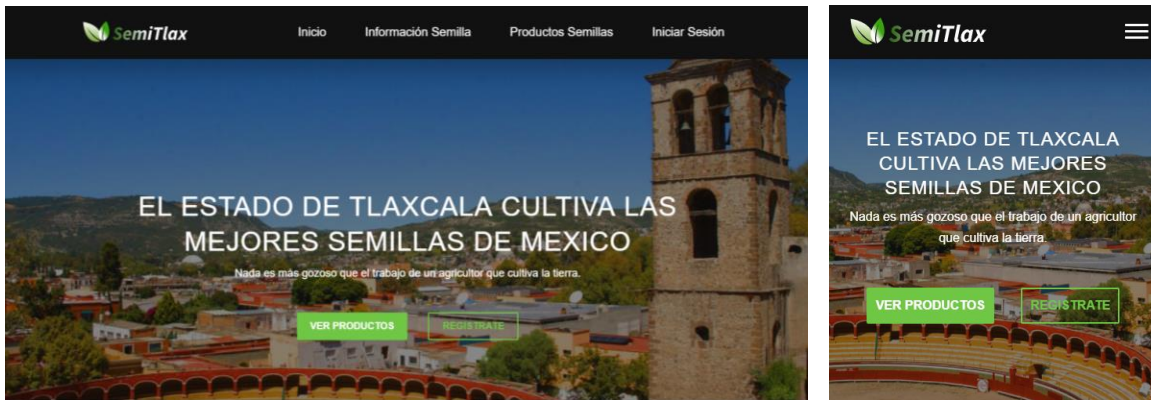 SemiTlax
Inicio Información Semilla Productos Semillas Iniciar Sesión
EL ESTADO DE TLAXCALA CULTIVA LAS
MEJORES SEMILLAS DE MEXICO
Nada es más gozoso que el trabajo de un agricultor que cultiva la tierra.
VER PRODUCTOS
REGISTRATE
SemiTlax
EL ESTADO DE TLAXCALA
CULTIVA LAS MEJORES
SEMILLAS DE MEXICO
Nada es más gozoso que el trabajo de un agricultor
que cultiva la tierra.
VER PRODUCTOS
REGISTRATE